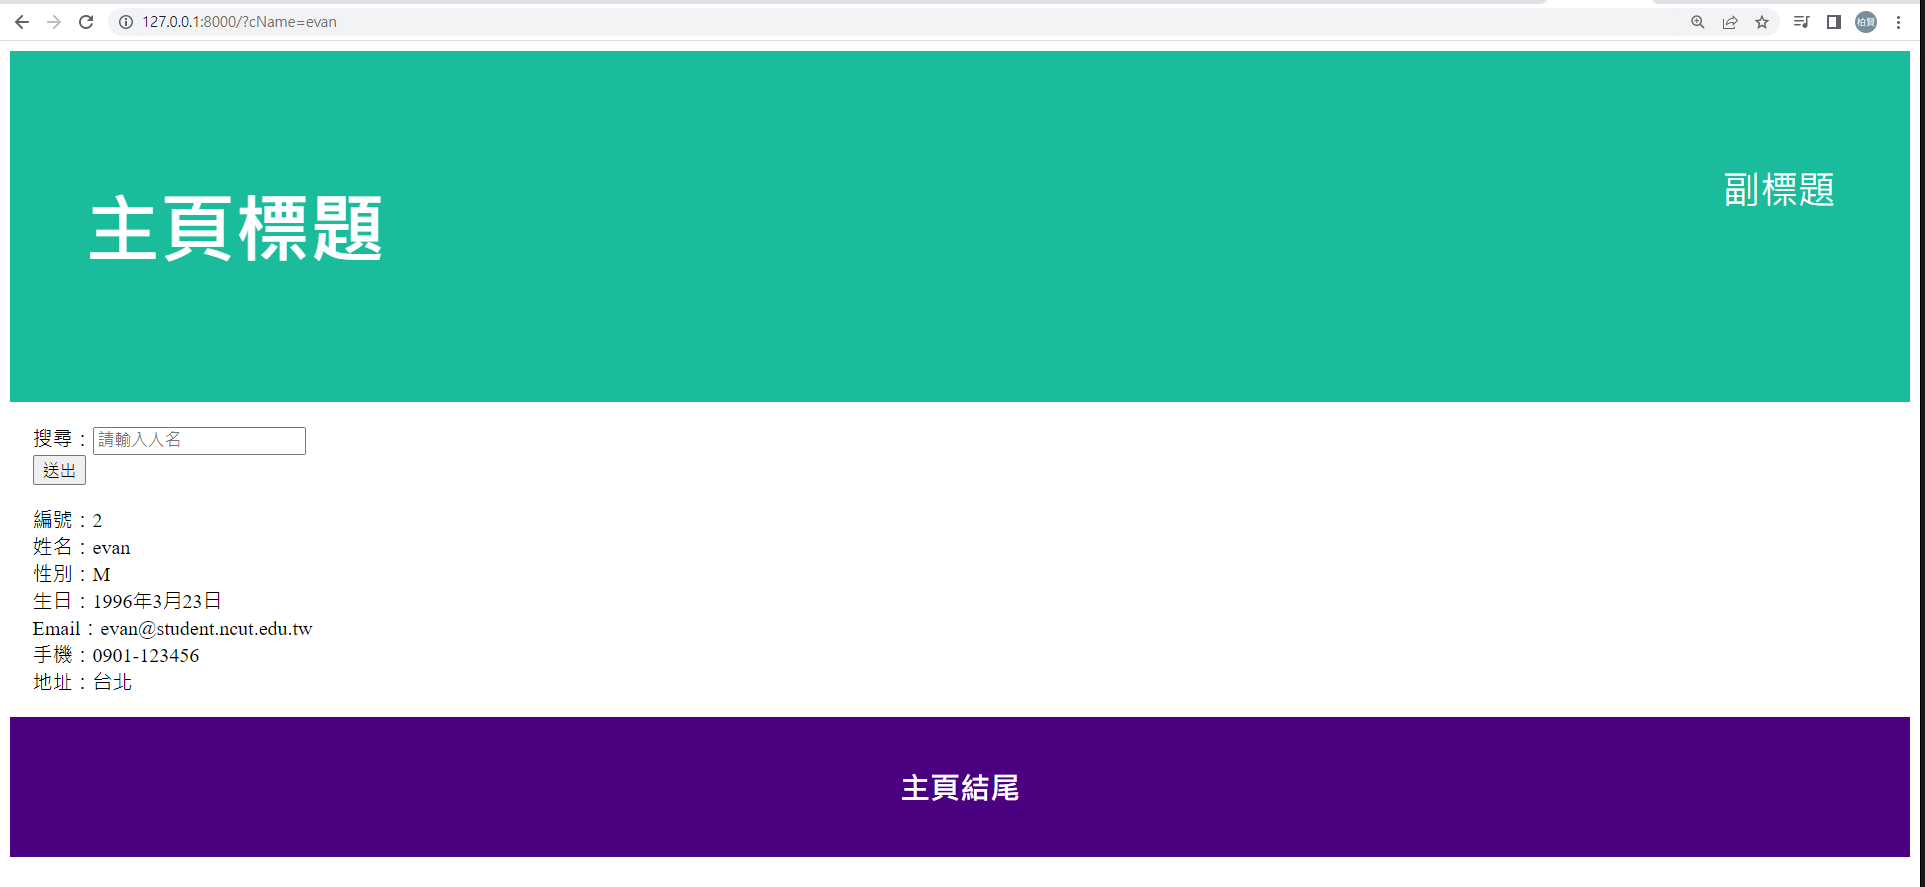 127.0.0.1:8000/?cName=evan
柏賢
主頁標題
副標題
搜尋：請輸入人名
送出
編號：2
姓名：evan
性別：M
生日：1996年3月23日
Email：evan@student.ncut.edu.tw
手機：0901-123456
地址：台北
主頁結尾